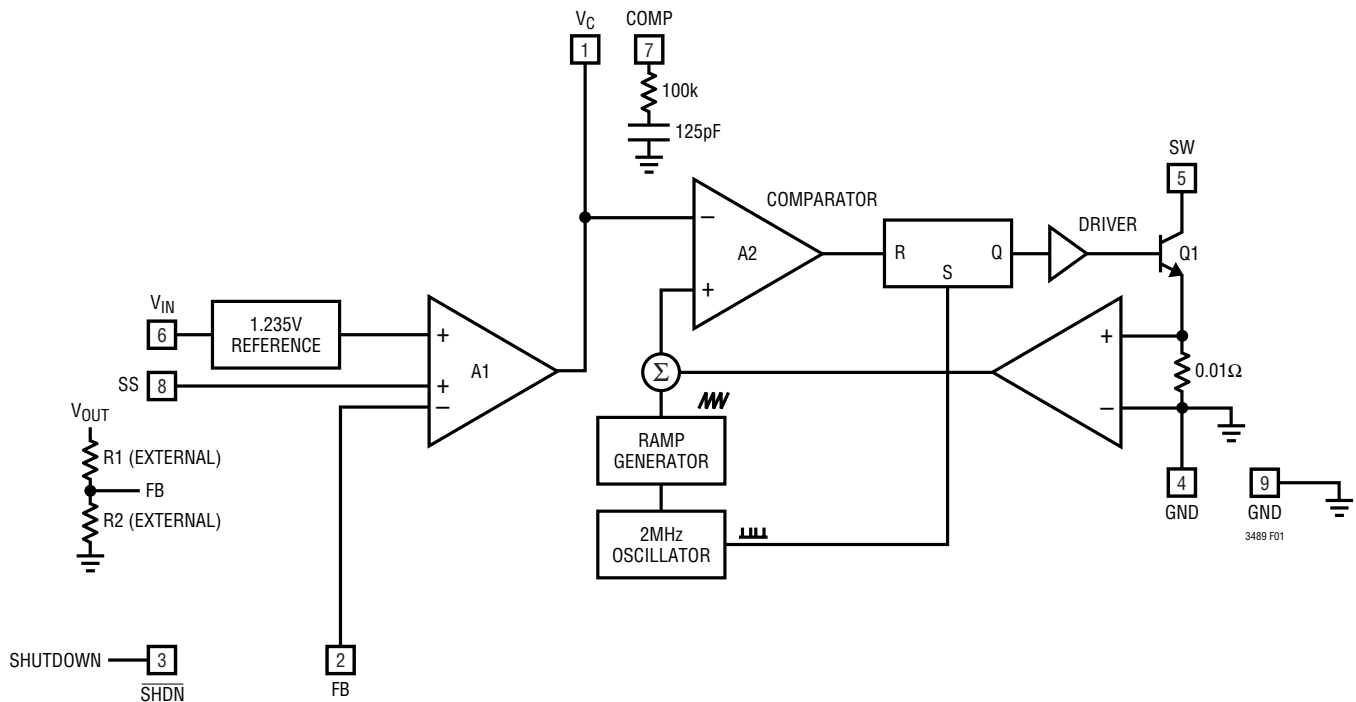 VC
COMP
1
7
100k
125pF
SW
5
COMPARATOR
DRIVER
−
A2
R
Q
S
Q1
+
VIN
6
1.235V
REFERENCE
+
A1
+
−
SS
8
Σ
+
−
0.01Ω
VOUT
R1 (EXTERNAL)
FB
R2 (EXTERNAL)
RAMP
GENERATOR
2MHz
OSCILLATOR
4
GND
9
GND
3489 F01
SHUTDOWN
3
SHDN
2
FB